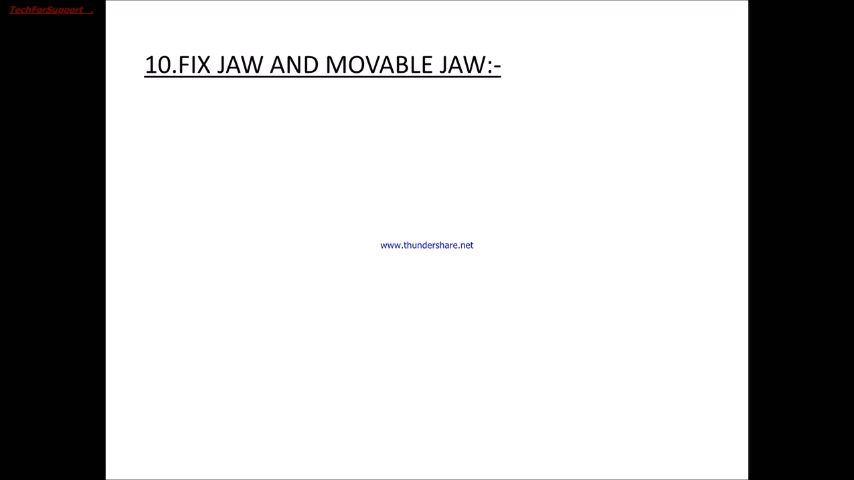 TechForSupport .
10.FIX JAW AND MOVABLE JAW:-
www.thundershare.net